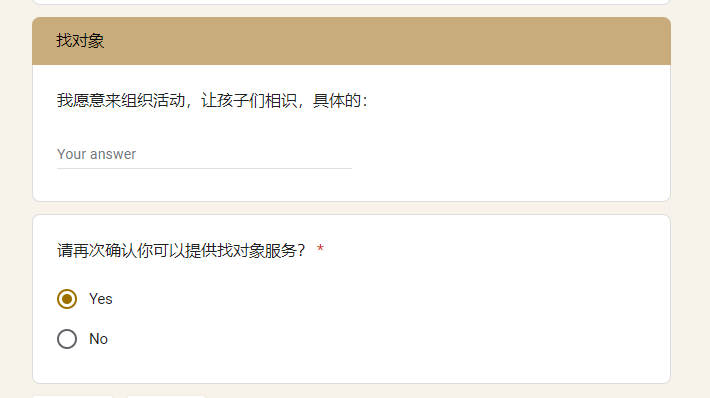 找对象
我愿意来组织活动，让孩子们相识，具体的：
Your answer
请再次确认你可以提供找对象服务？ *
Yes
No